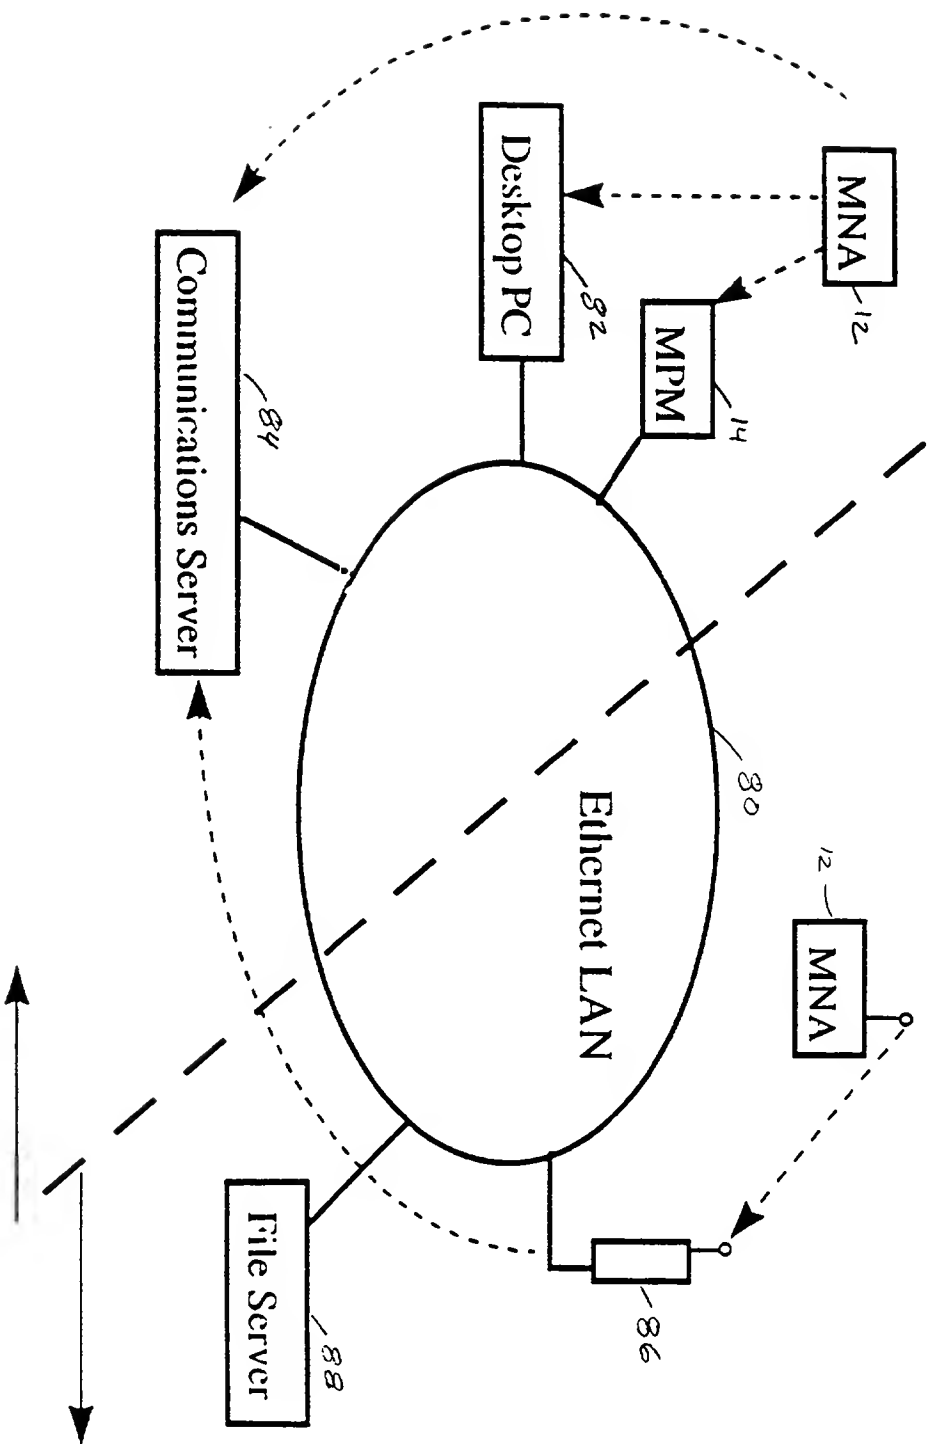 MNA
12
MPM
14
Desktop PC
82
Communications Server
84
Ethernet LAN
80
12
MNA
86
File Server
88